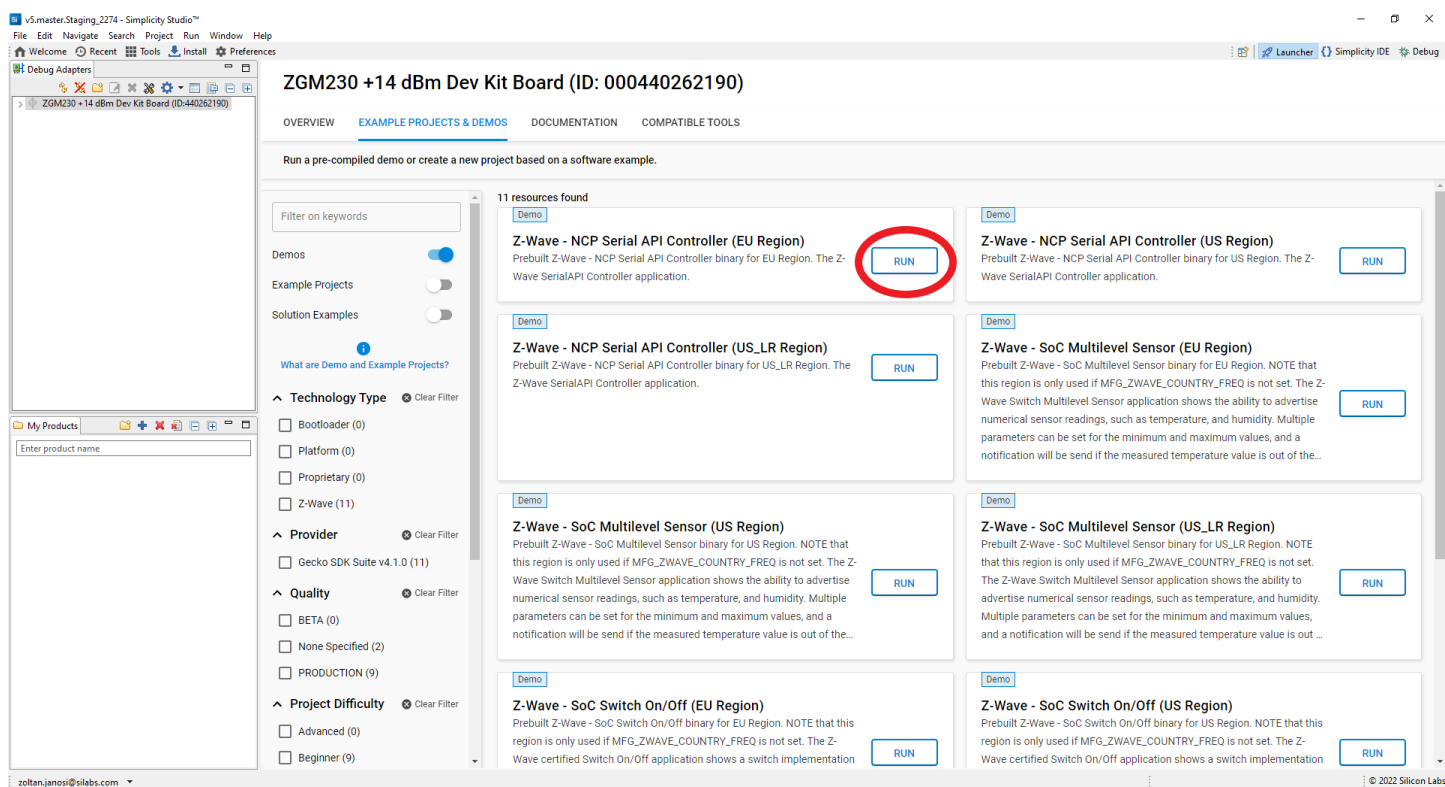 v5.master.Staging_2274 - Simplicity Studio™
File Edit Navigate Search Project Run Window Help
Welcome Recent Tools Install Preferences
Launcher Simplicity IDE Debug
Debug Adapters
ZGM230 +14 dBm Dev Kit Board (ID:440262190)
ZGM230 +14 dBm Dev Kit Board (ID: 000440262190)
OVERVIEW EXAMPLE PROJECTS & DEMOS DOCUMENTATION COMPATIBLE TOOLS
Run a pre-compiled demo or create a new project based on a software example.
My Products
Enter product name
Filter on keywords
Demos
Example Projects
Solution Examples
What are Demo and Example Projects?
Technology Type Clear Filter
Bootloader (0)
Platform (0)
Proprietary (0)
Z-Wave (11)
Provider Clear Filter
Gecko SDK Suite v4.1.0 (11)
Quality Clear Filter
BETA (0)
None Specified (2)
PRODUCTION (9)
Project Difficulty Clear Filter
Advanced (0)
Beginner (9)
11 resources found
Demo
Z-Wave - NCP Serial API Controller (EU Region)
Prebuilt Z-Wave - NCP Serial API Controller binary for EU Region. The Z-
Wave SerialAPI Controller application.
RUN
Demo
Z-Wave - NCP Serial API Controller (US Region)
Prebuilt Z-Wave - NCP Serial API Controller binary for US Region. The Z-
Wave SerialAPI Controller application.
RUN
Demo
Z-Wave - NCP Serial API Controller (US_LR Region)
Prebuilt Z-Wave - NCP Serial API Controller binary for US_LR Region. The
Z-Wave SerialAPI Controller application.
RUN
Demo
Z-Wave - SoC Multilevel Sensor (EU Region)
Prebuilt Z-Wave - SoC Multilevel Sensor binary for EU Region. NOTE that
this region is only used if MFG_ZWAVE_COUNTRY_FREQ is not set. The Z-
Wave Switch Multilevel Sensor application shows the ability to advertise
numerical sensor readings, such as temperature, and humidity. Multiple
parameters can be set for the minimum and maximum values, and a
notification will be send if the measured temperature value is out of the...
RUN
Demo
Z-Wave - SoC Multilevel Sensor (US Region)
Prebuilt Z-Wave - SoC Multilevel Sensor binary for US Region. NOTE that
this region is only used if MFG_ZWAVE_COUNTRY_FREQ is not set. The Z-
Wave Switch Multilevel Sensor application shows the ability to advertise
numerical sensor readings, such as temperature, and humidity. Multiple
parameters can be set for the minimum and maximum values, and a
notification will be send if the measured temperature value is out of the...
RUN
Demo
Z-Wave - SoC Multilevel Sensor (US_LR Region)
Prebuilt Z-Wave - SoC Multilevel Sensor binary for US_LR Region. NOTE
that this region is only used if MFG_ZWAVE_COUNTRY_FREQ is not set.
The Z-Wave Switch Multilevel Sensor application shows the ability to
advertise numerical sensor readings, such as temperature, and humidity.
Multiple parameters can be set for the minimum and maximum values,
and a notification will be send if the measured temperature value is out ...
RUN
Demo
Z-Wave - SoC Switch On/Off (EU Region)
Prebuilt Z-Wave - SoC Switch On/Off binary for EU Region. NOTE that this
region is only used if MFG_ZWAVE_COUNTRY_FREQ is not set. The Z-
Wave certified Switch On/Off application shows a switch implementation
RUN
Demo
Z-Wave - SoC Switch On/Off (US Region)
Prebuilt Z-Wave - SoC Switch On/Off binary for US Region. NOTE that this
region is only used if MFG_ZWAVE_COUNTRY_FREQ is not set. The Z-
Wave certified Switch On/Off application shows a switch implementation
RUN
zoltan.janosi@silabs.com
© 2022 Silicon Labs